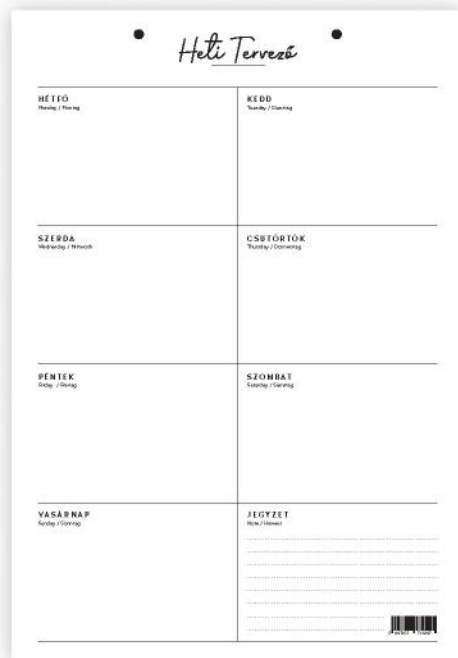 Heti Tervező
HÉTFŐ
Monday / Montag
KEDD
Tuesday / Dienstag
SZERDA
Wednesday / Mittwoch
CSÜTÖRTÖK
Thursday / Donnerstag
PÉNTEK
Friday / Freitag
SZOMBAT
Saturday / Samstag
VASÁRNAP
Sunday / Sonntag
JEGYZET
Note / Hinweis